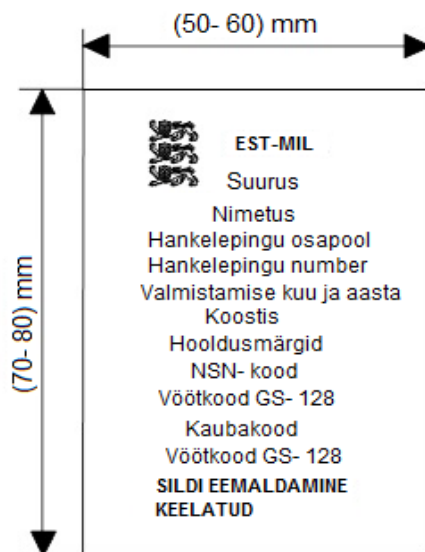 (50- 60) mm
(70- 80) mm
EST-MIL
Suurus
Nimetus
Hankelepingu osapool
Hankelepingu number
Valmistamise kuu ja aasta
Koostis
Hooldusmärgid
NSN- kood
Vöötkood GS- 128
Kaubakood
Vöötkood GS- 128
SILDI EEMALDAMINE
KEELATUD